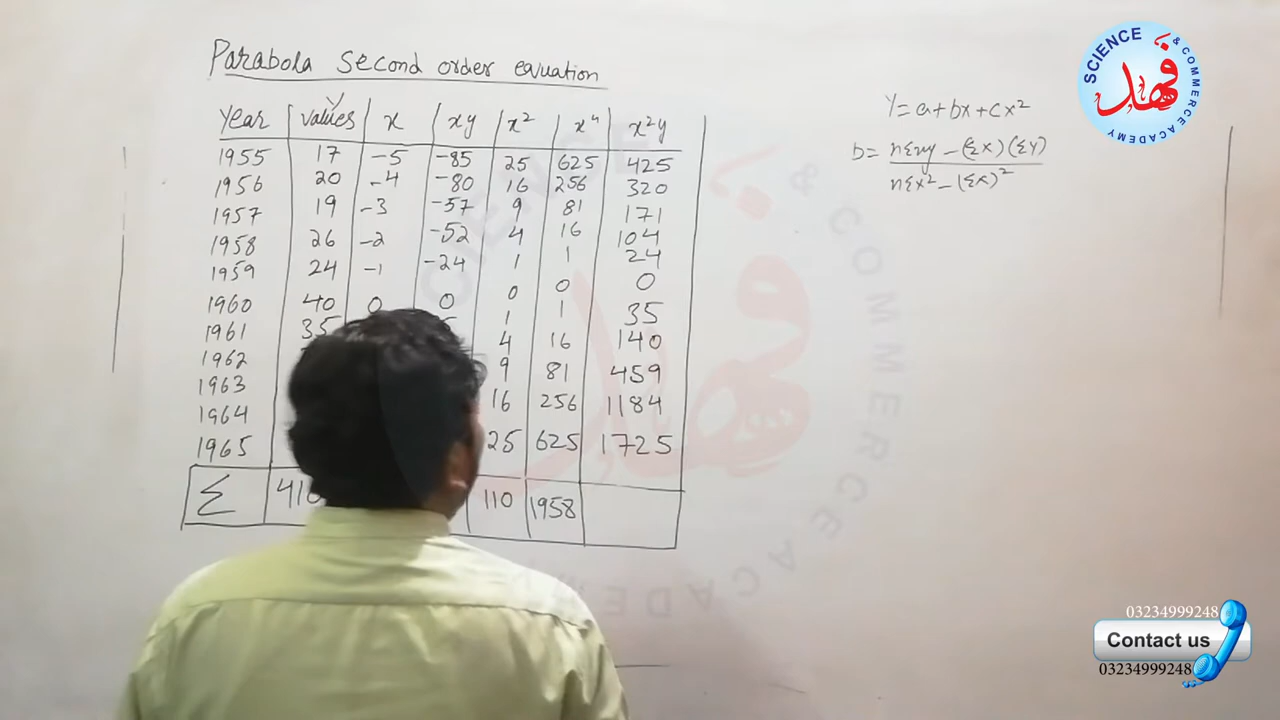 Parabola second order equation
Year values Y x xy x² x⁴ x²y
1955 17 -5 -85 25 625 425
1956 20 -4 -80 16 256 320
1957 19 -3 -57 9 81 171
1958 26 -2 -52 4 16 104
1959 24 -1 -24 1 1 24
1960 40 0 0 0 0 0
1961 35 1 1 35
1962 4 16 140
1963 9 81 459
1964 16 256 1184
1965 25 625 1725
Σ 110 1958
Y = a + bx + cx²
b = nΣxy - (Σx)(ΣY)
nΣx² - (Σx)²
SCIENCE & COMMERCE ACADEMY
فہد
& COMMERCE ACADEMY
03234999248
Contact us
03234999248